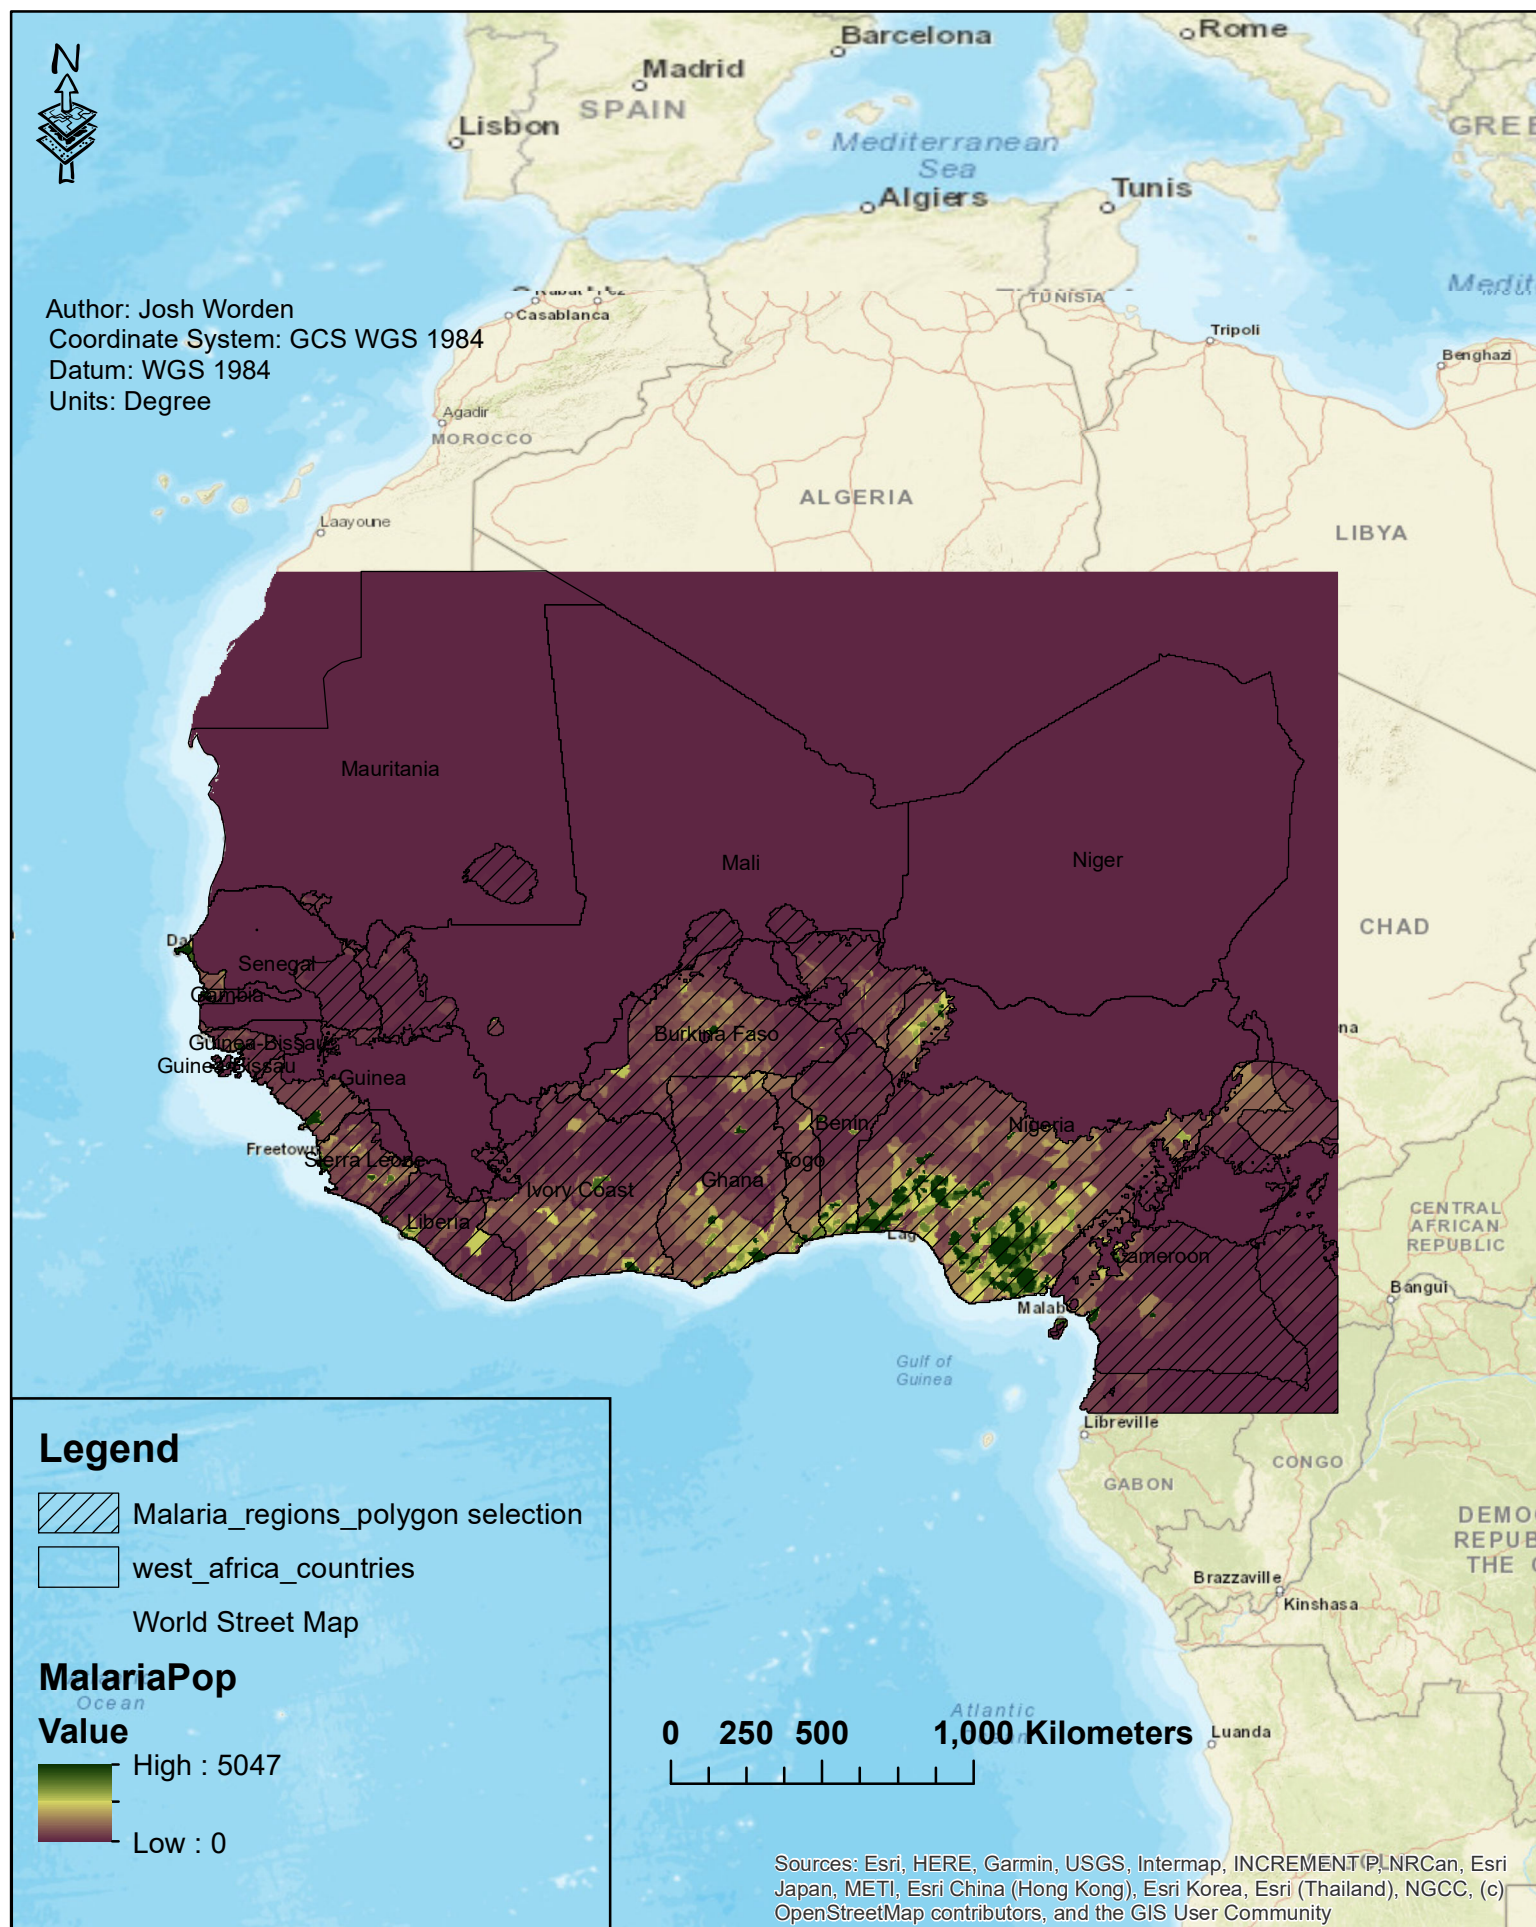 N
Barcelona
Rome
Madrid
SPAIN
Lisbon
GREE
Mediterranean
Sea
Algiers
Tunis
Medit
Author: Josh Worden
Coordinate System: GCS WGS 1984
Datum: WGS 1984
Units: Degree
TUNISIA
Casablanca
Tripoli
Benghazi
Agadir
MOROCCO
ALGERIA
Laayoune
LIBYA
Mauritania
Mali
Niger
CHAD
Da
Senegal
Gambia
na
Burkina Faso
Guinea-Bissau
Guinea-Bissau
Guinea
Benin
Nigeria
Freetown
Sierra Leone
Togo
Ghana
Ivory Coast
Liberia
Lag
CENTRAL
AFRICAN
REPUBLIC
Cameroon
Bangui
Malab
Gulf of
Guinea
Libreville
GABON
CONGO
DEMO
REPUB
THE C
Brazzaville
Kinshasa
Legend
Malaria_regions_polygon selection
west_africa_countries
World Street Map
MalariaPop
Ocean
Value
High : 5047
Low : 0
Atlantic
0 250 500 1,000 Kilometers
Luanda
Sources: Esri, HERE, Garmin, USGS, Intermap, INCREMENT P, NRCan, Esri
Japan, METI, Esri China (Hong Kong), Esri Korea, Esri (Thailand), NGCC, (c)
OpenStreetMap contributors, and the GIS User Community